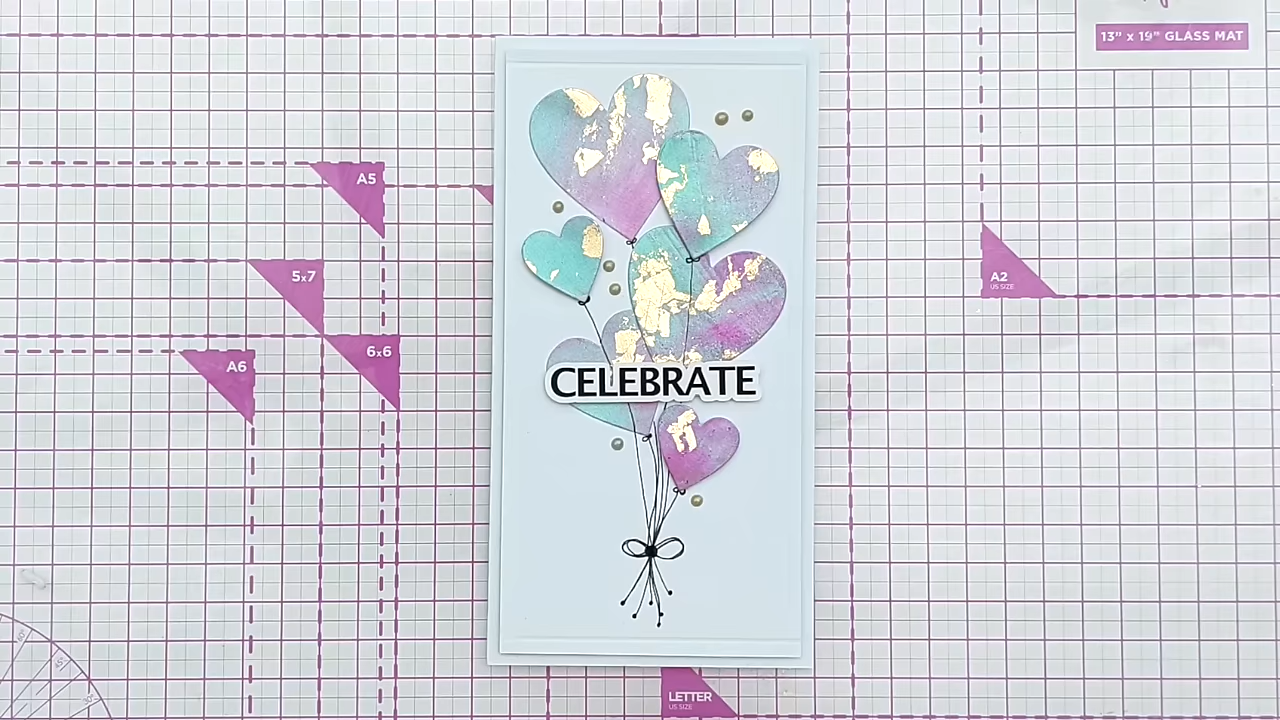 13” x 19” GLASS MAT
A5
5x7
A2
US SIZE
6x6
A6
CELEBRATE
LETTER
US SIZE